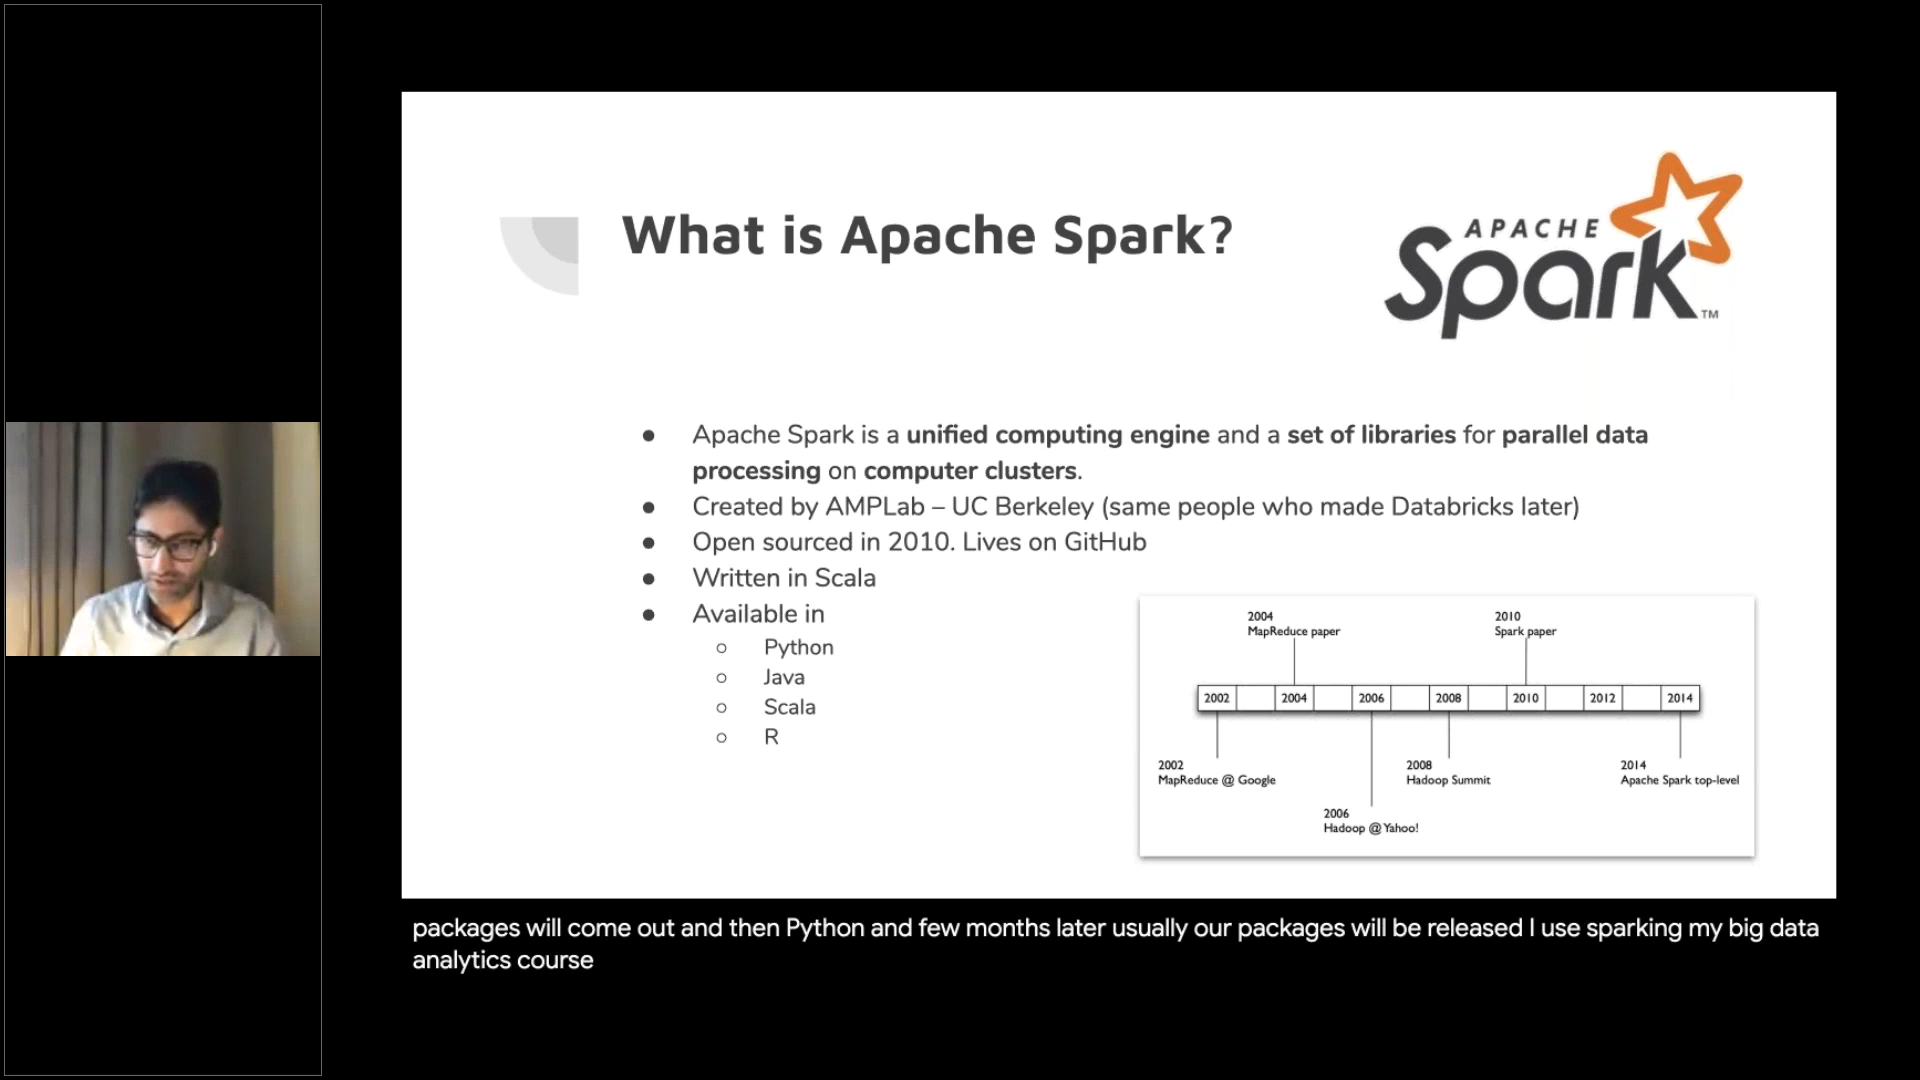 What is Apache Spark?
APACHE
Spark™
● Apache Spark is a unified computing engine and a set of libraries for parallel data
processing on computer clusters.
● Created by AMPLab – UC Berkeley (same people who made Databricks later)
● Open sourced in 2010. Lives on GitHub
● Written in Scala
● Available in
○ Python
○ Java
○ Scala
○ R
2004
MapReduce paper
2010
Spark paper
2002 2004 2006 2008 2010 2012 2014
2002
MapReduce @ Google
2008
Hadoop Summit
2014
Apache Spark top-level
2006
Hadoop @ Yahoo!
packages will come out and then Python and few months later usually our packages will be released I use sparking my big data
analytics course